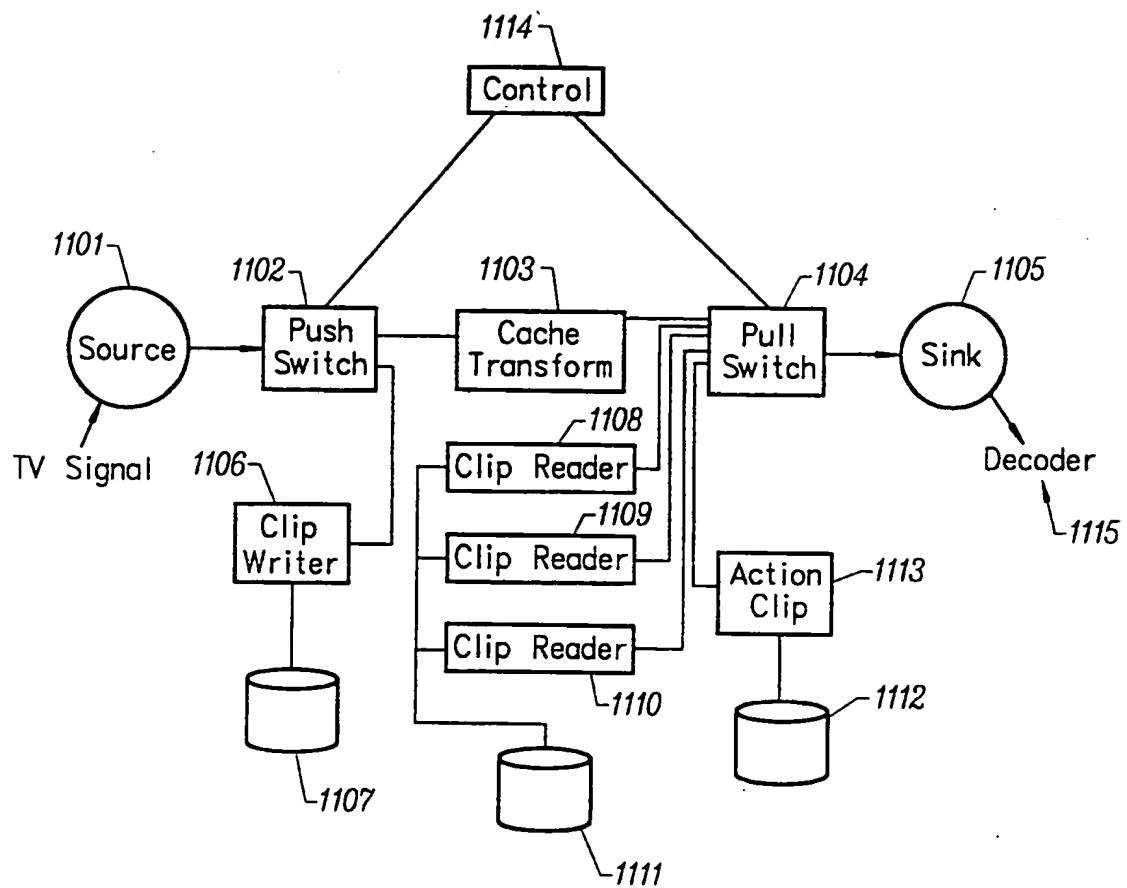 1114
Control
1101
1102
1103
1104
1105
Source
Push
Switch
Cache
Transform
Pull
Switch
Sink
TV Signal
1106
1108
Clip Reader
Decoder
1115
Clip
Writer
1109
Clip Reader
Action
Clip
1113
Clip Reader
1110
1107
1112
1111